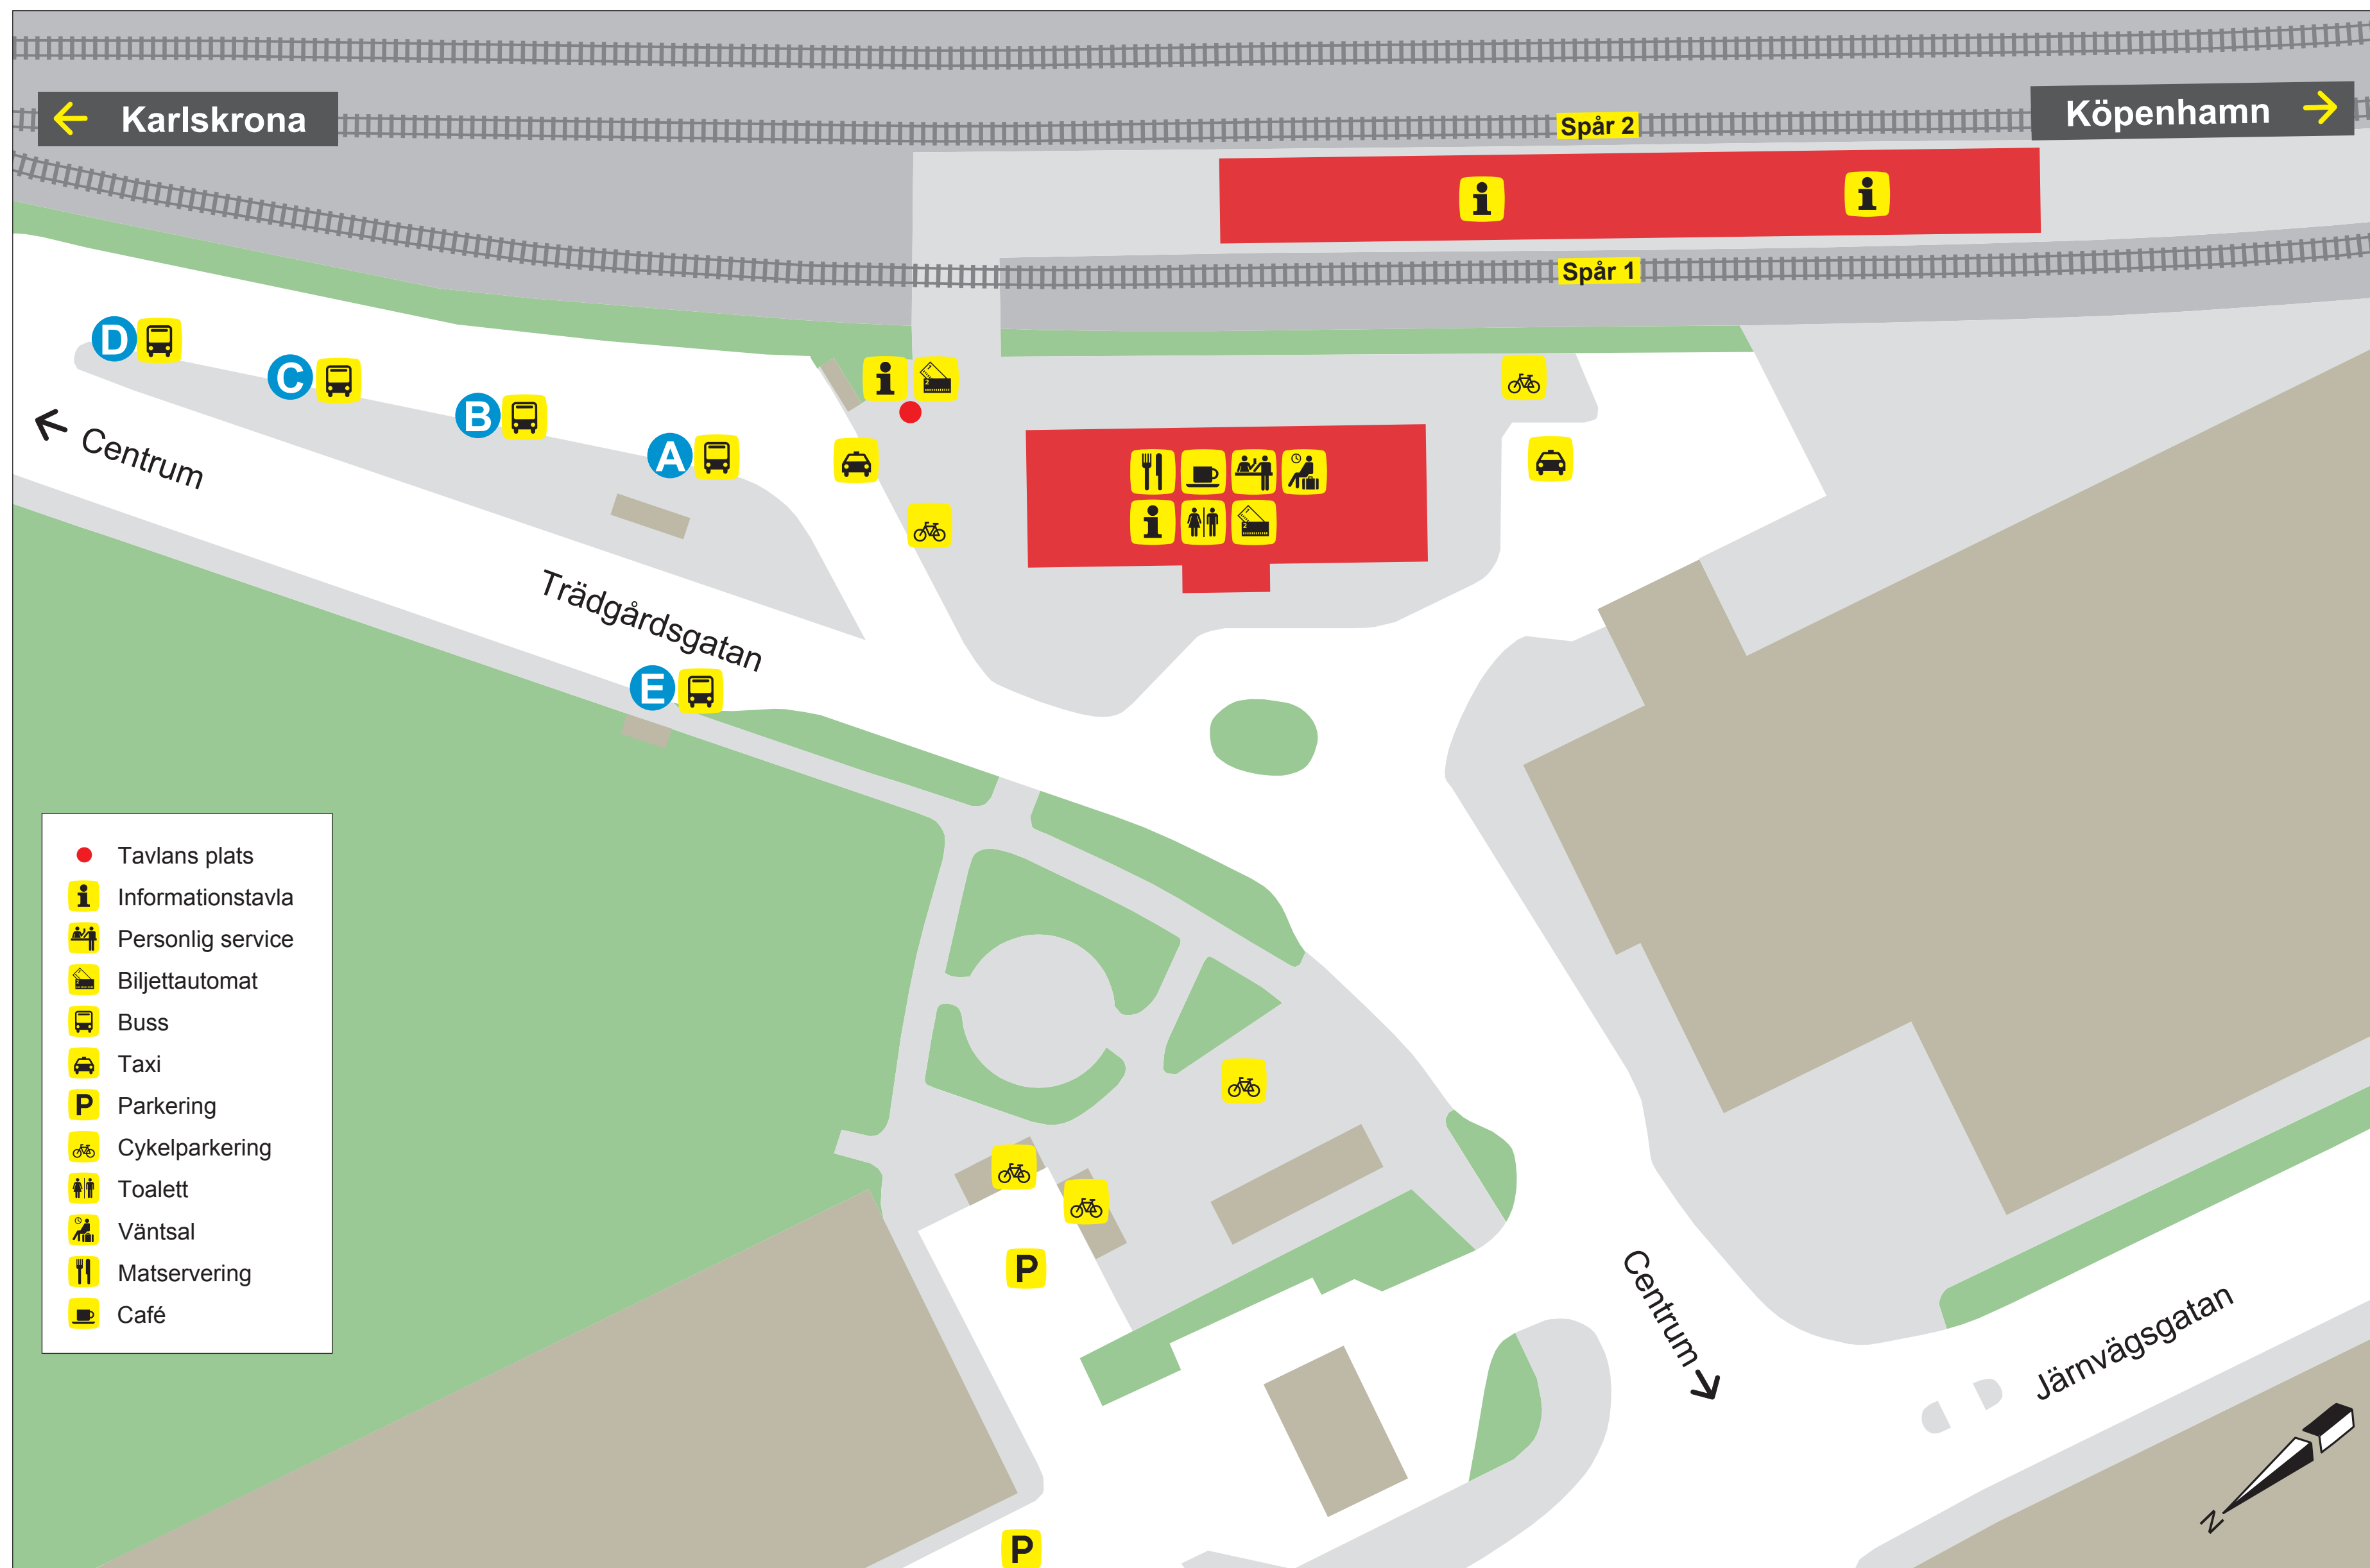 Karlskrona
Köpenhamn
Spår 2
Spår 1
D
C
B
A
Centrum
Trädgårdsgatan
E
Tavlans plats
Informationstavla
Personlig service
Biljettautomat
Buss
Taxi
P Parkering
Cykelparkering
Toalett
Väntsal
Matservering
Café
P
P
Centrum
Järnvägsgatan
N